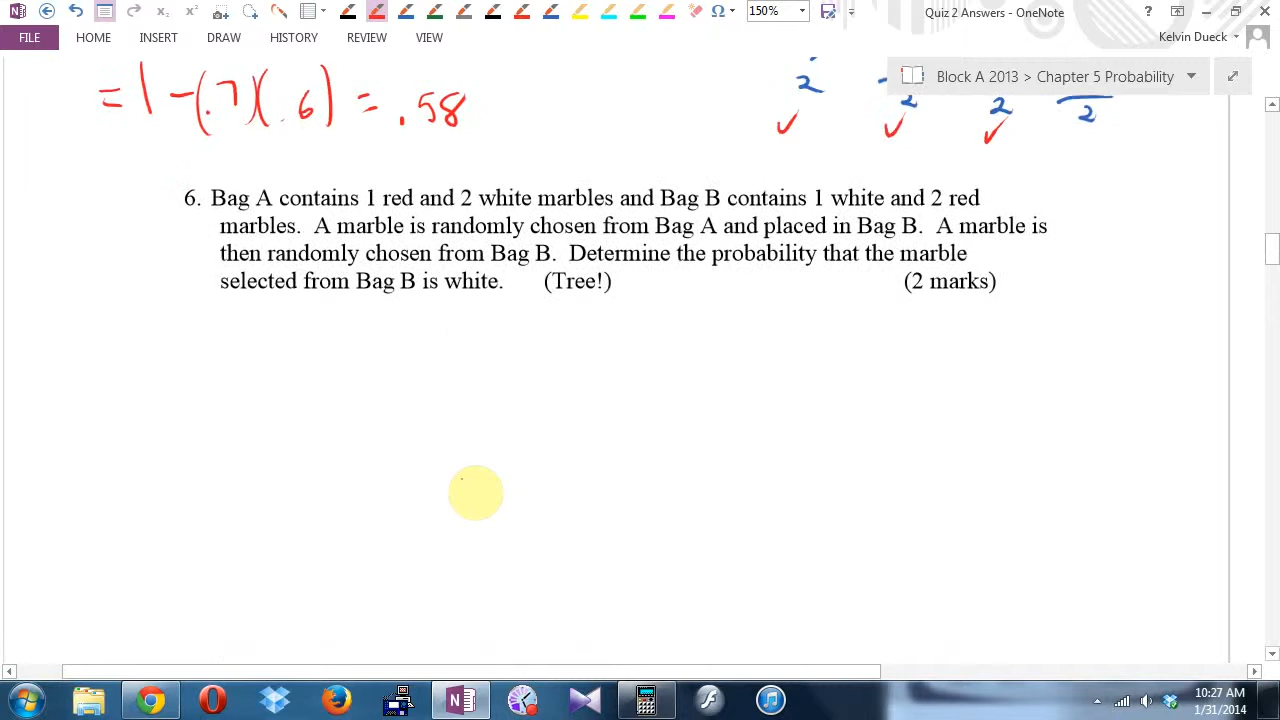 Quiz 2 Answers - OneNote
150%
FILE HOME INSERT DRAW HISTORY REVIEW VIEW
Kelvin Dueck
Block A 2013 > Chapter 5 Probability
= 1 - (.7)(.6) = .58
2 2 2 2
6. Bag A contains 1 red and 2 white marbles and Bag B contains 1 white and 2 red
marbles. A marble is randomly chosen from Bag A and placed in Bag B. A marble is
then randomly chosen from Bag B. Determine the probability that the marble
selected from Bag B is white. (Tree!) (2 marks)
10:27 AM
1/31/2014